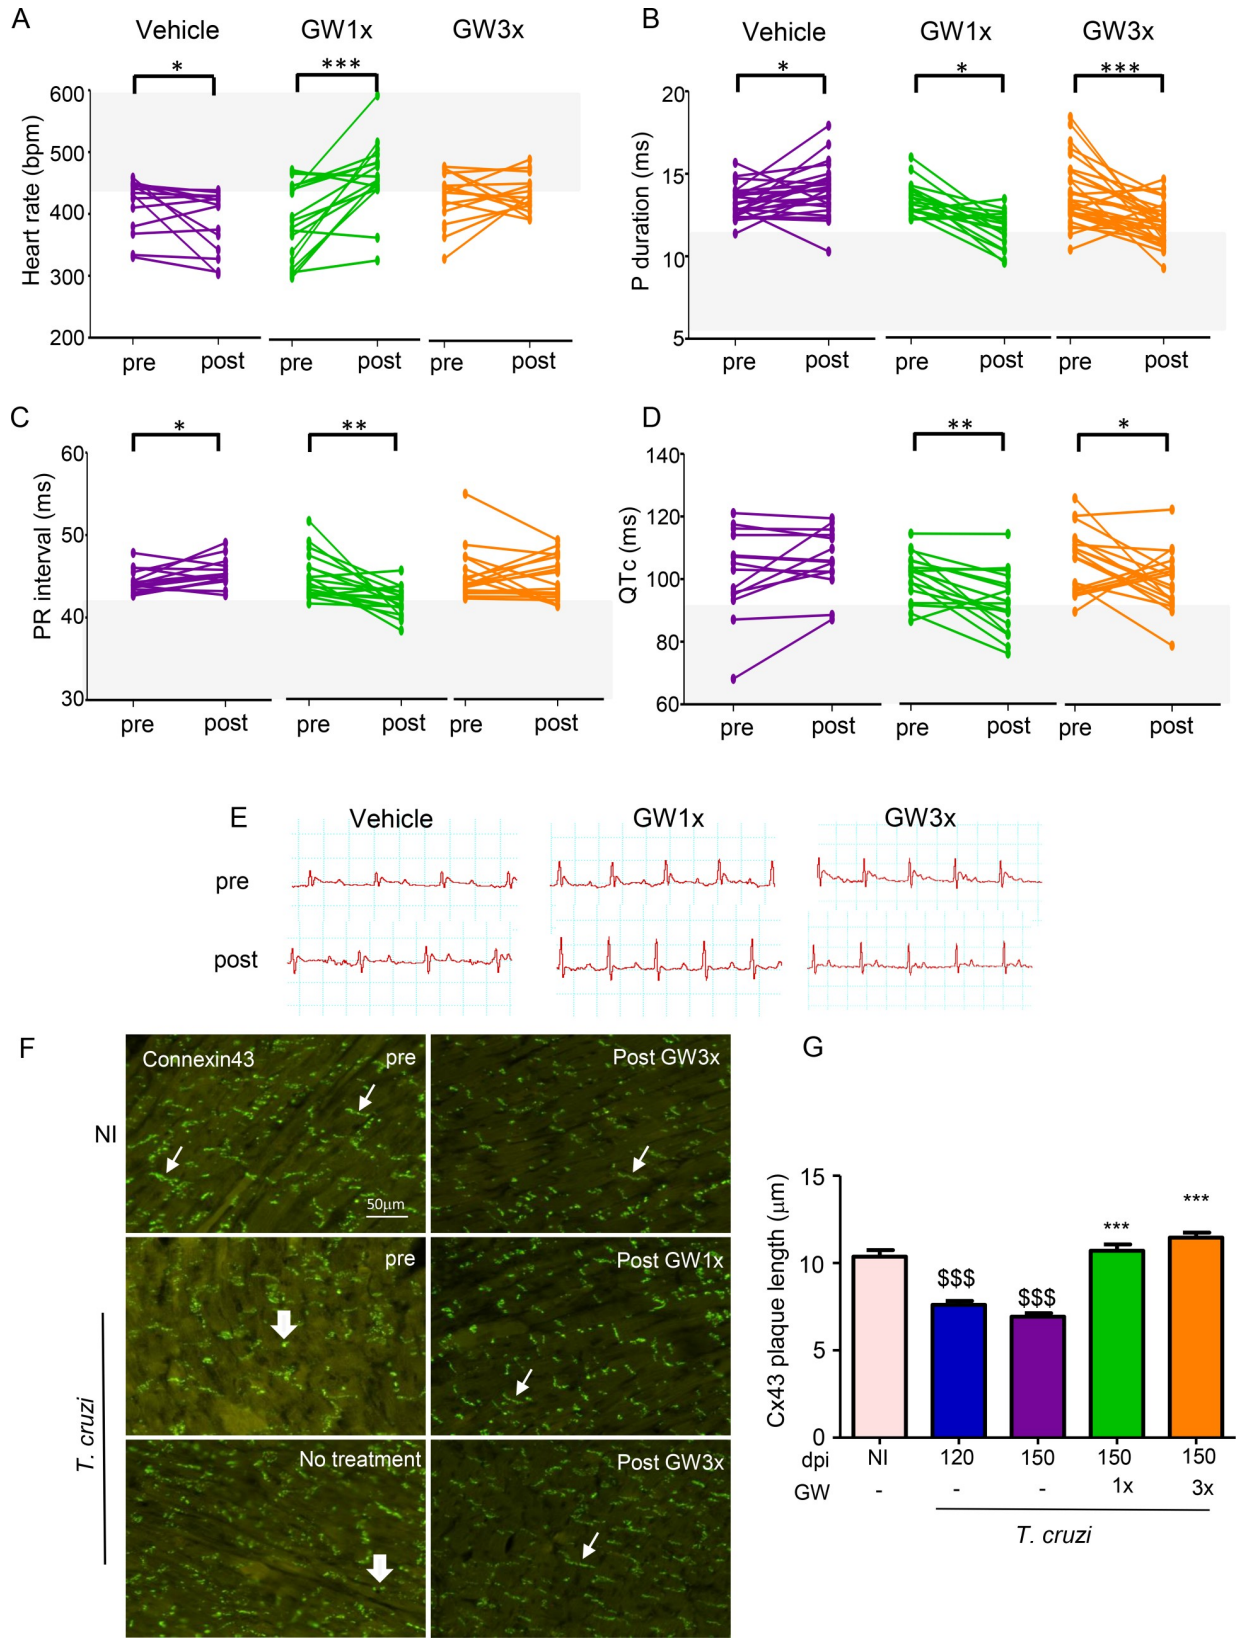 A
B
Vehicle GW1x GW3x
Vehicle GW1x GW3x
* ***
* * ***
Heart rate (bpm)
600
500
400
300
200
pre post pre post pre post
P duration (ms)
20
15
10
5
pre post pre post pre post
C
D
* **
** *
PR interval (ms)
60
50
40
30
pre post pre post pre post
QTc (ms)
140
120
100
80
60
pre post pre post pre post
E
Vehicle GW1x GW3x
pre
post
F
G
NI
Connexin43 pre
50μm
Post GW3x
T. cruzi
pre
Post GW1x
No treatment
Post GW3x
Cx43 plaque length (μm)
15
10
5
0
$$$ $$$ *** ***
dpi NI 120 150 150 150
GW - - - 1x 3x
T. cruzi